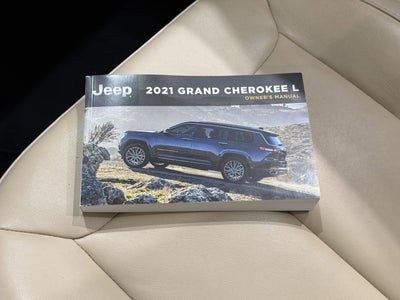 Jeep 2021 GRAND CHEROKEE L
OWNER'S MANUAL